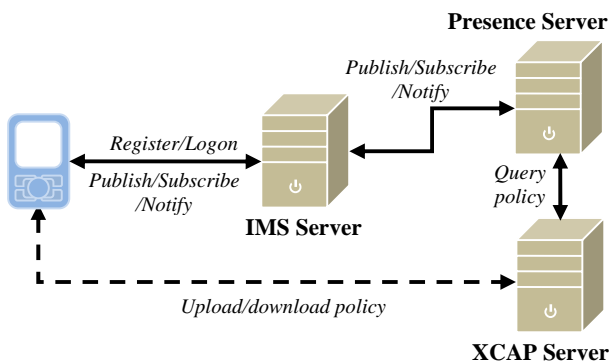 Presence Server
Publish/Subscribe
/Notify
Register/Logon
Publish/Subscribe
/Notify
IMS Server
Query
policy
Upload/download policy
XCAP Server